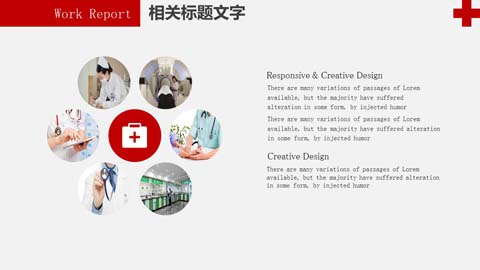 Work Report
相关标题文字
Responsive & Creative Design
There are many variations of passages of Lorem
available, but the majority have suffered
alteration in some form, by injected humor
There are many variations of passages of Lorem
available, but the majority have suffered alteration
in some form, by injected humor
Creative Design
There are many variations of passages of Lorem
available, but the majority have suffered alteration
in some form, by injected humor